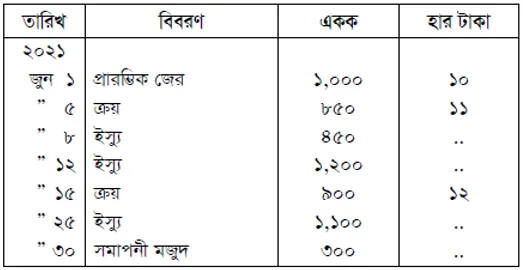 তারিখ বিবরণ একক হার টাকা
২০২১
জুন ১ প্রারম্ভিক জের ১,০০০ ১০
” ৫ ক্রয় ৮৫০ ১১
” ৮ ইস্যু ৪৫০ ..
” ১২ ইস্যু ১,২০০ ..
” ১৫ ক্রয় ৯০০ ১২
” ২৫ ইস্যু ১,১০০ ..
” ৩০ সমাপনী মজুদ ৩০০ ..